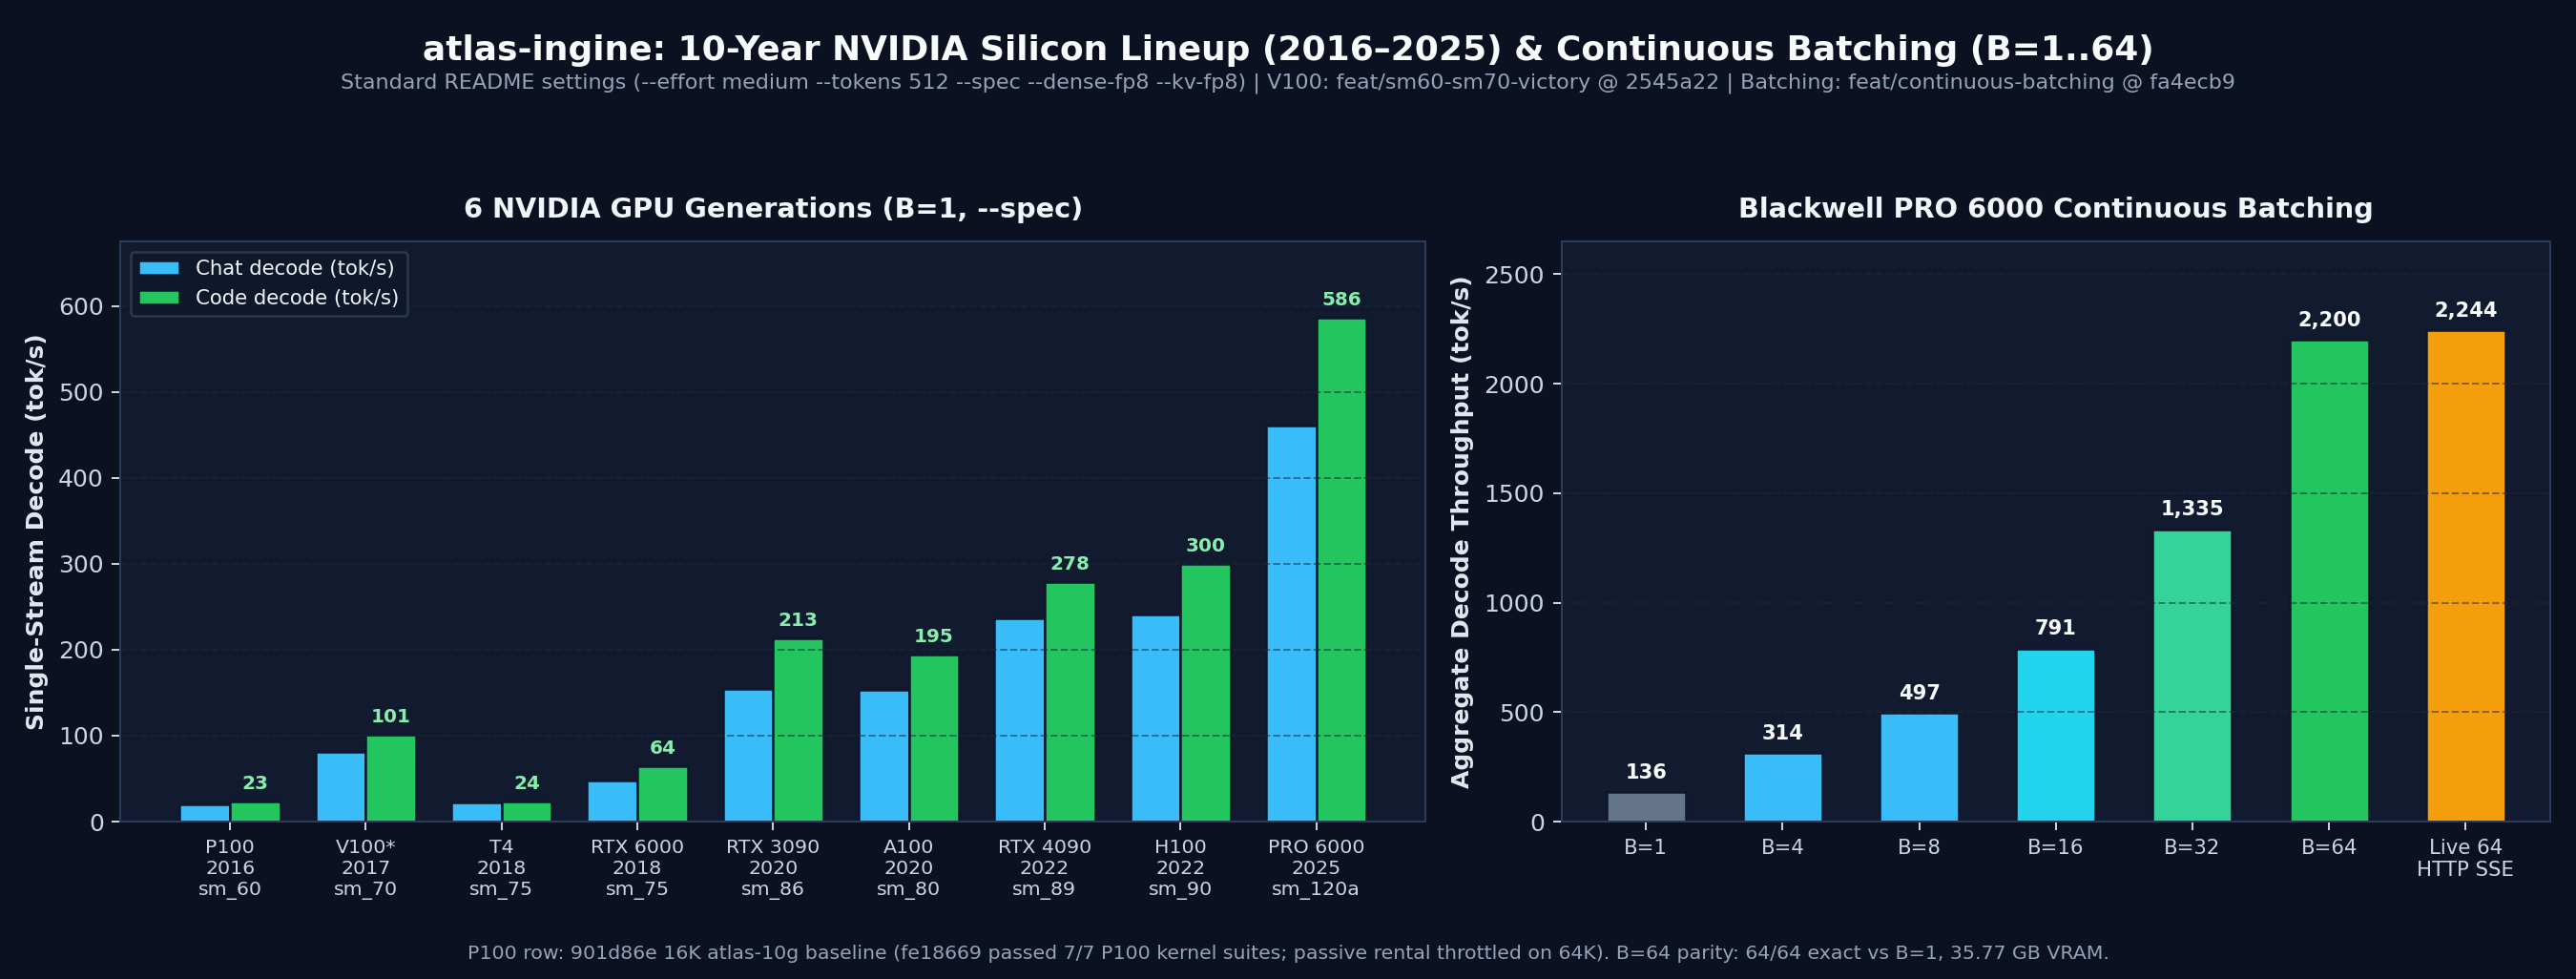 atlas-ingine: 10-Year NVIDIA Silicon Lineup (2016–2025) & Continuous Batching (B=1..64)
Standard README settings (--effort medium --tokens 512 --spec --dense-fp8 --kv-fp8) | V100: feat/sm60-sm70-victory @ 2545a22 | Batching: feat/continuous-batching @ fa4ecb9
6 NVIDIA GPU Generations (B=1, --spec)
Chat decode (tok/s)
Code decode (tok/s)
Single-Stream Decode (tok/s)
600
500
400
300
200
100
0
23
101
24
64
213
195
278
300
586
P100
2016
sm_60
V100*
2017
sm_70
T4
2018
sm_75
RTX 6000
2018
sm_75
RTX 3090
2020
sm_86
A100
2020
sm_80
RTX 4090
2022
sm_89
H100
2022
sm_90
PRO 6000
2025
sm_120a
Blackwell PRO 6000 Continuous Batching
Aggregate Decode Throughput (tok/s)
2500
2000
1500
1000
500
0
136
314
497
791
1,335
2,200
2,244
B=1
B=4
B=8
B=16
B=32
B=64
Live 64
HTTP SSE
P100 row: 901d86e 16K atlas-10g baseline (fe18669 passed 7/7 P100 kernel suites; passive rental throttled on 64K). B=64 parity: 64/64 exact vs B=1, 35.77 GB VRAM.